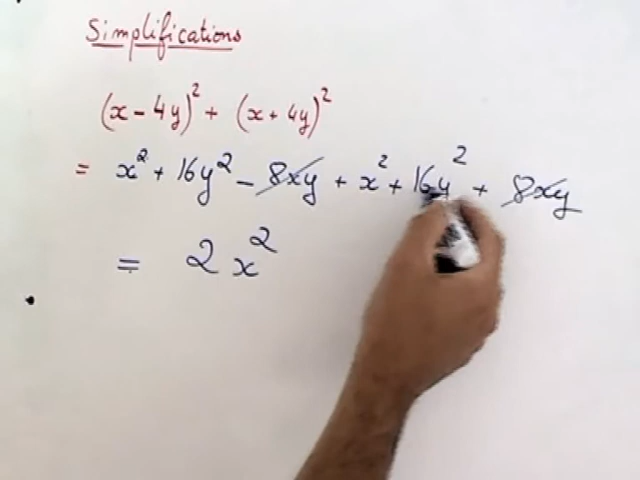 Simplifications
(x - 4y)² + (x + 4y)²
= x² + 16y² - 8xy + x² + 16y² + 8xy
= 2x²